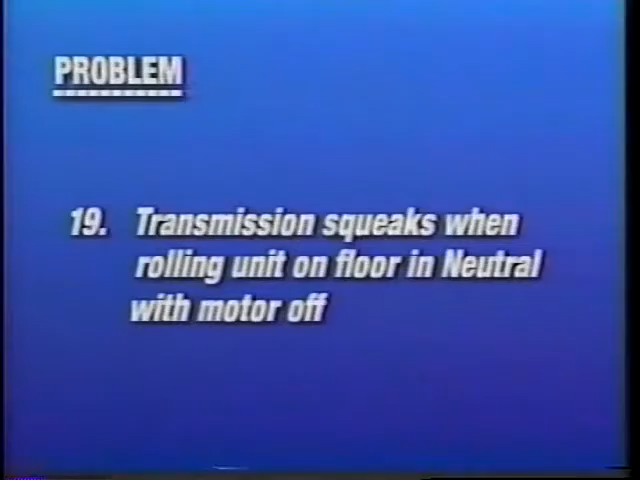 PROBLEM
19. Transmission squeaks when
rolling unit on floor in Neutral
with motor off